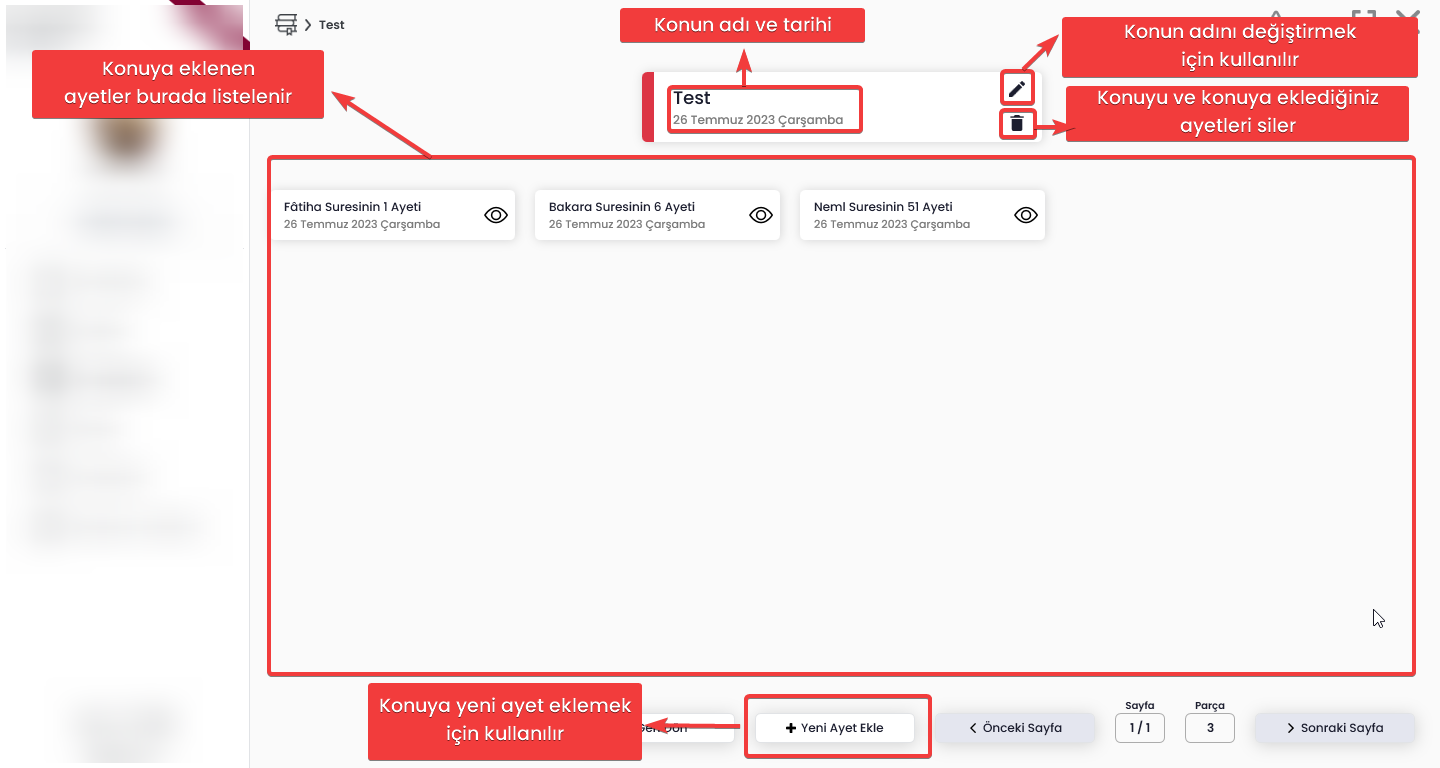 Test
Konun adı ve tarihi
Konun adını değiştirmek
için kullanılır
Konuya eklenen
ayetler burada listelenir
Test
26 Temmuz 2023 Çarşamba
Konuyu ve konuya eklediğiniz
ayetleri siler
Fâtiha Suresinin 1 Ayeti
26 Temmuz 2023 Çarşamba
Bakara Suresinin 6 Ayeti
26 Temmuz 2023 Çarşamba
Neml Suresinin 51 Ayeti
26 Temmuz 2023 Çarşamba
Konuya yeni ayet eklemek
için kullanılır
Yeni Ayet Ekle
Önceki Sayfa
Sayfa
1 / 1
Parça
3
Sonraki Sayfa